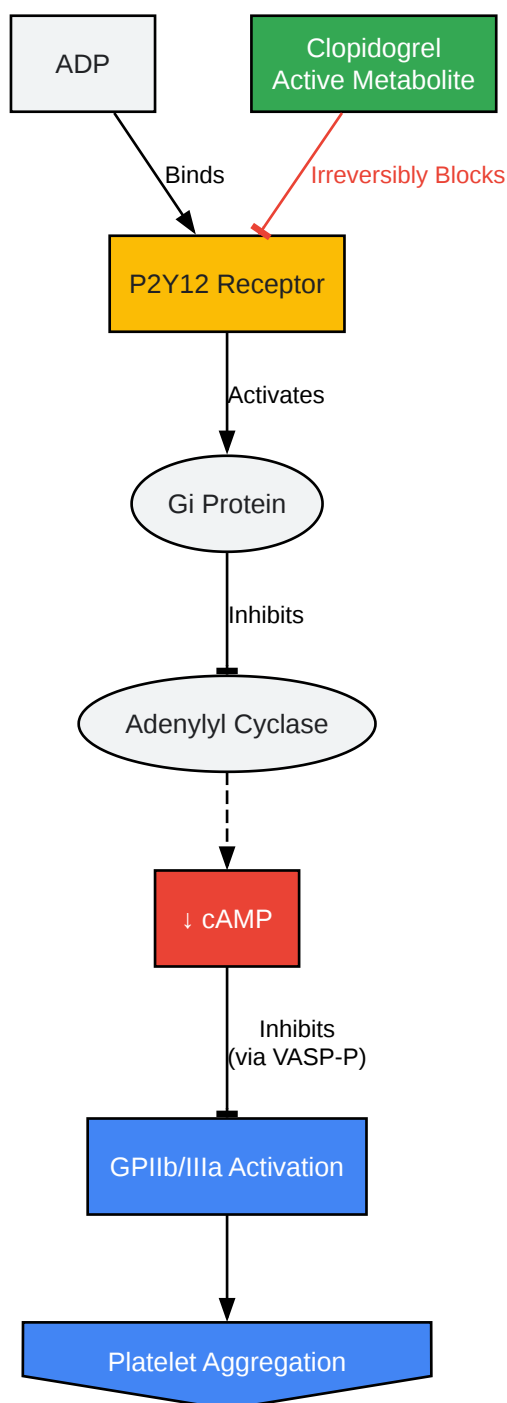 ADP
Clopidogrel
Active Metabolite
Binds
Irreversibly Blocks
P2Y12 Receptor
Activates
Gi Protein
Inhibits
Adenylyl Cyclase
↓ cAMP
Inhibits
(via VASP-P)
GPIIb/IIIa Activation
Platelet Aggregation